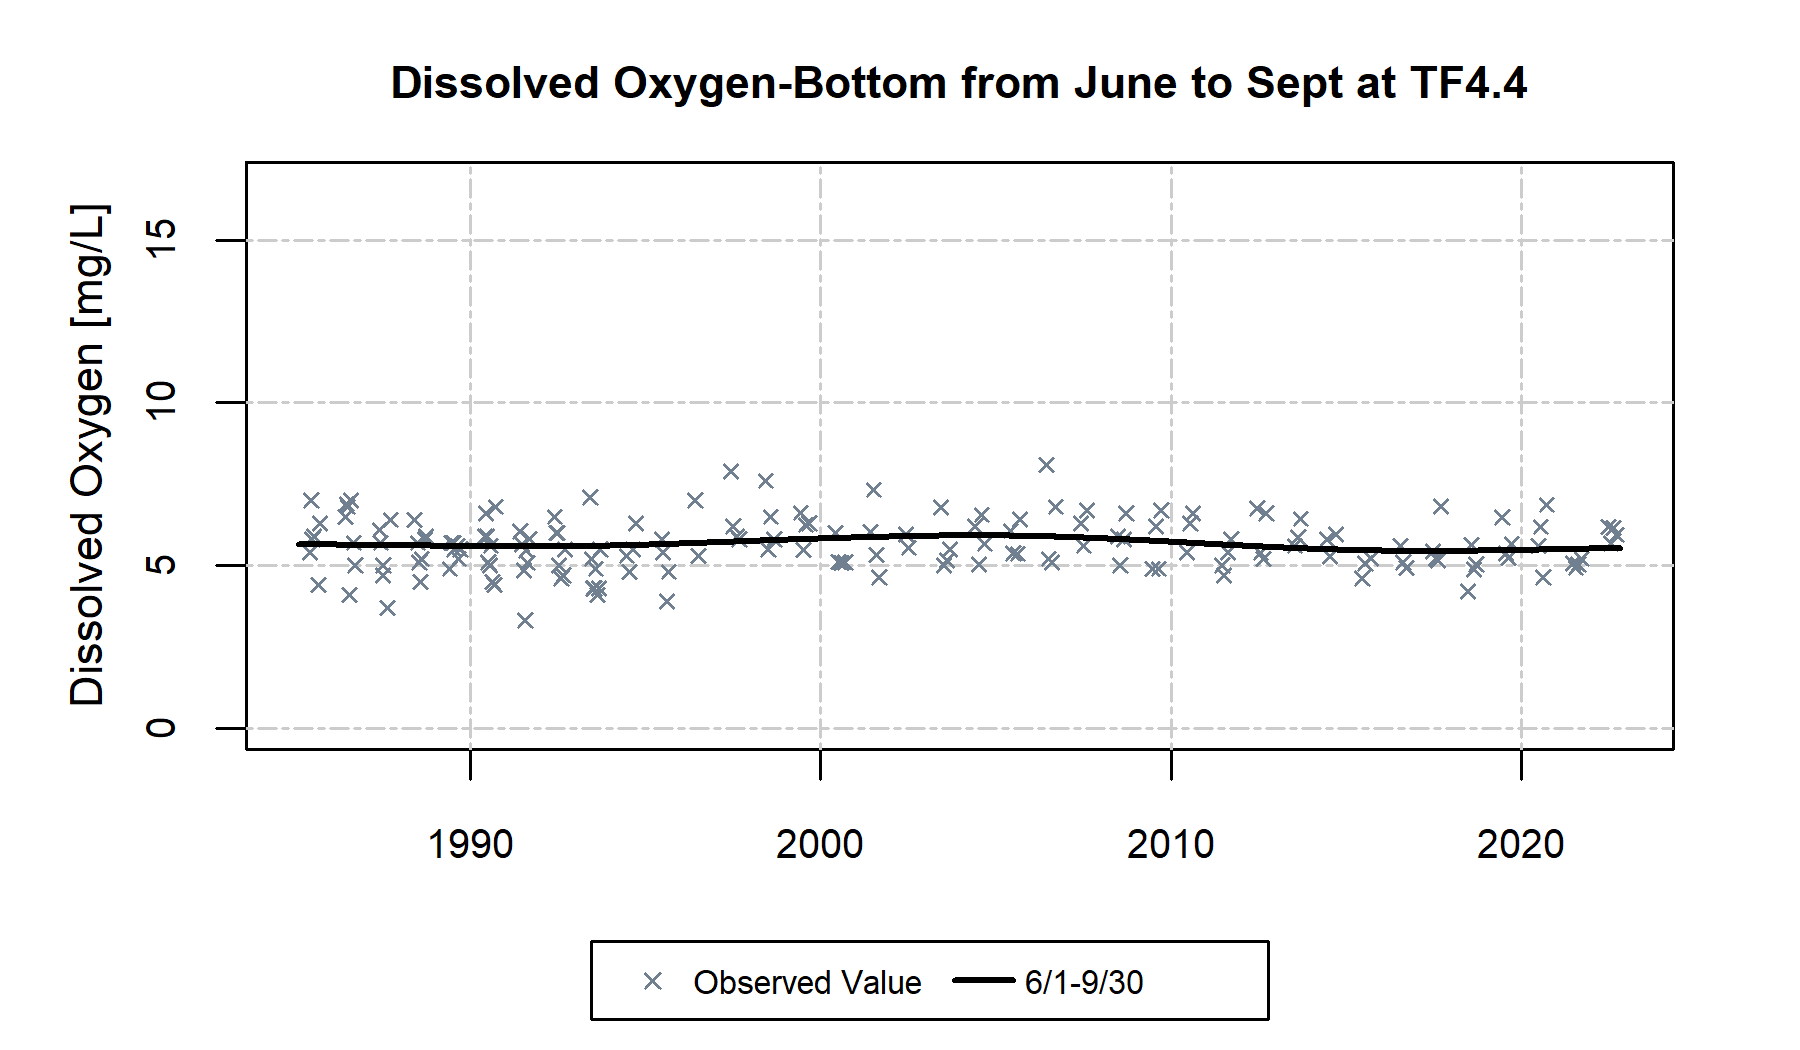 Dissolved Oxygen-Bottom from June to Sept at TF4.4
Dissolved Oxygen [mg/L]
15
10
5
0
1990 2000 2010 2020
Observed Value 6/1-9/30